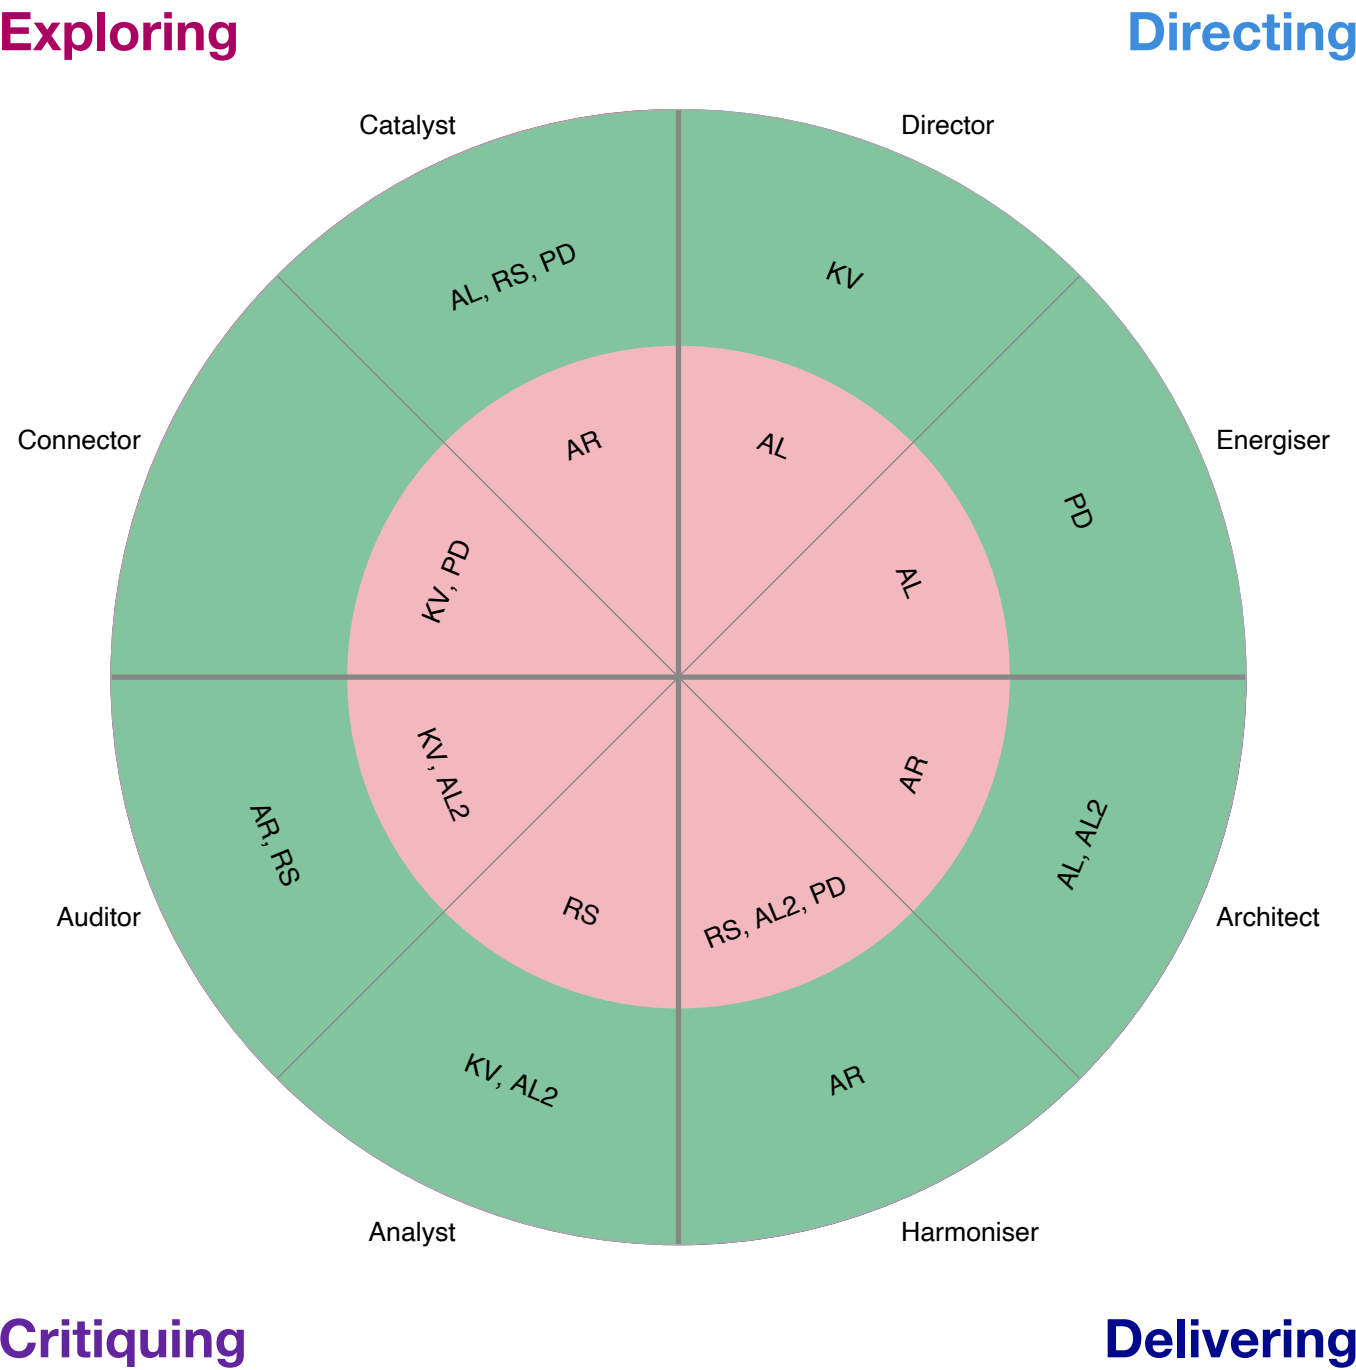 Exploring
Directing
Catalyst
Director
AL, RS, PD
KV
Connector
AR
AL
Energiser
KV, PD
AL
PD
KV, AL2
AR
AR, RS
AL, AL2
Auditor
RS
RS, AL2, PD
Architect
KV, AL2
AR
Analyst
Harmoniser
Critiquing
Delivering